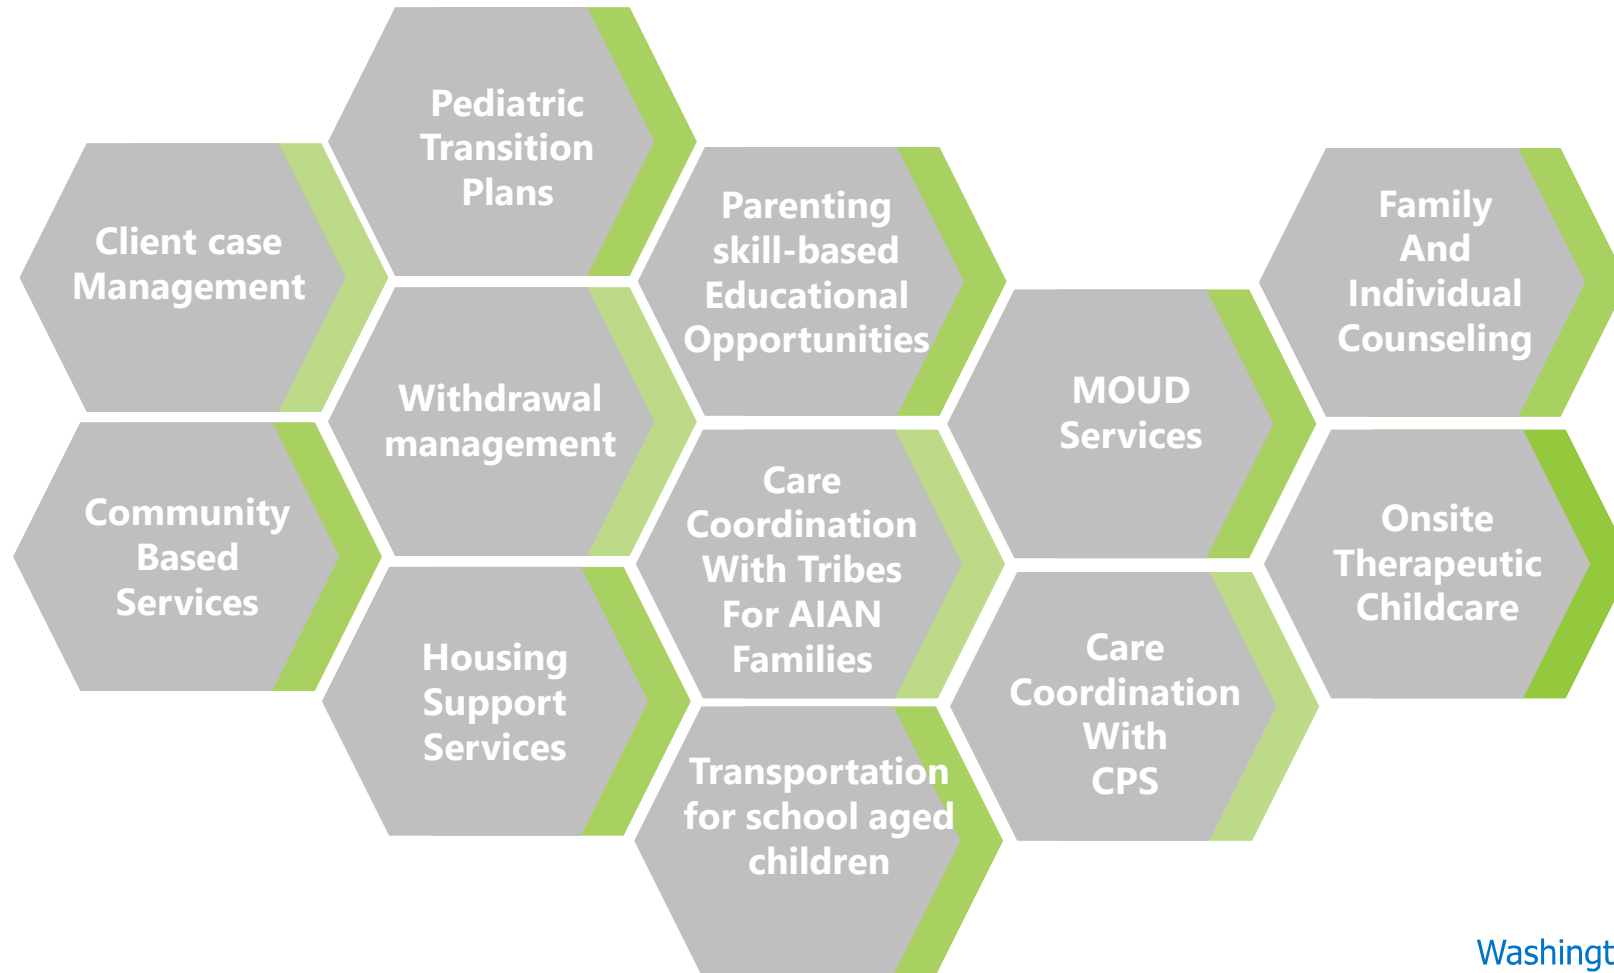 Pediatric
Transition
Plans
Client case
Management
Parenting
skill-based
Educational
Opportunities
Family
And
Individual
Counseling
Withdrawal
management
MOUD
Services
Community
Based
Services
Care
Coordination
With Tribes
For AIAN
Families
Onsite
Therapeutic
Childcare
Housing
Support
Services
Care
Coordination
With
CPS
Transportation
for school aged
children
Washingt